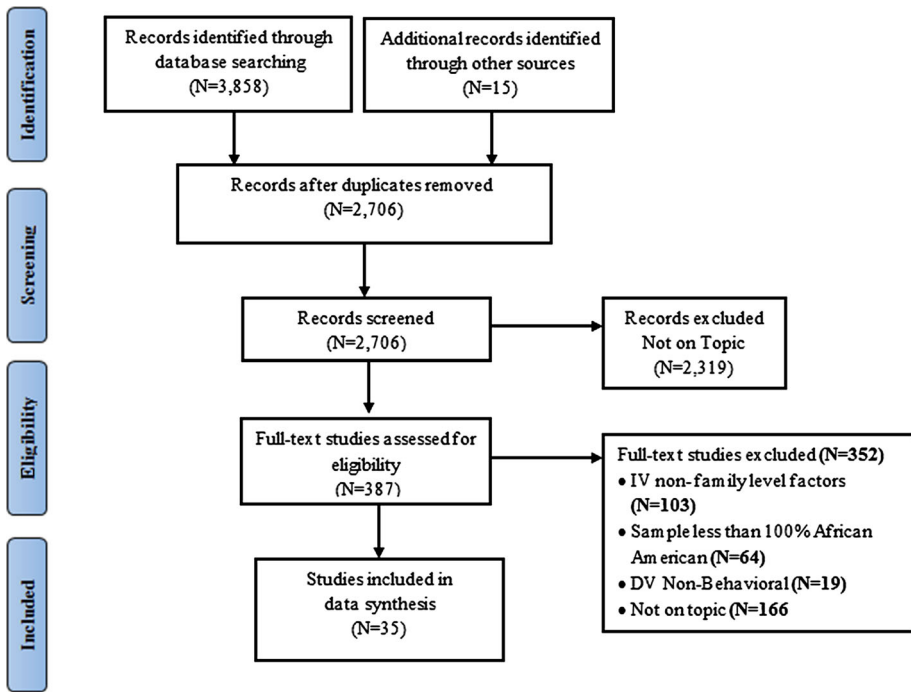 Identification
Records identified through
database searching
(N=3,858)
Additional records identified
through other sources
(N=15)
Records after duplicates removed
(N=2,706)
Screening
Records screened
(N=2,706)
Records excluded
Not on Topic
(N=2,319)
Eligibility
Full-text studies assessed for
eligibility
(N=387)
Full-text studies excluded (N=352)
• IV non-family level factors
(N=103)
• Sample less than 100% African
American (N=64)
• DV Non-Behavioral (N=19)
• Not on topic (N=166
Included
Studies included in
data synthesis
(N=35)